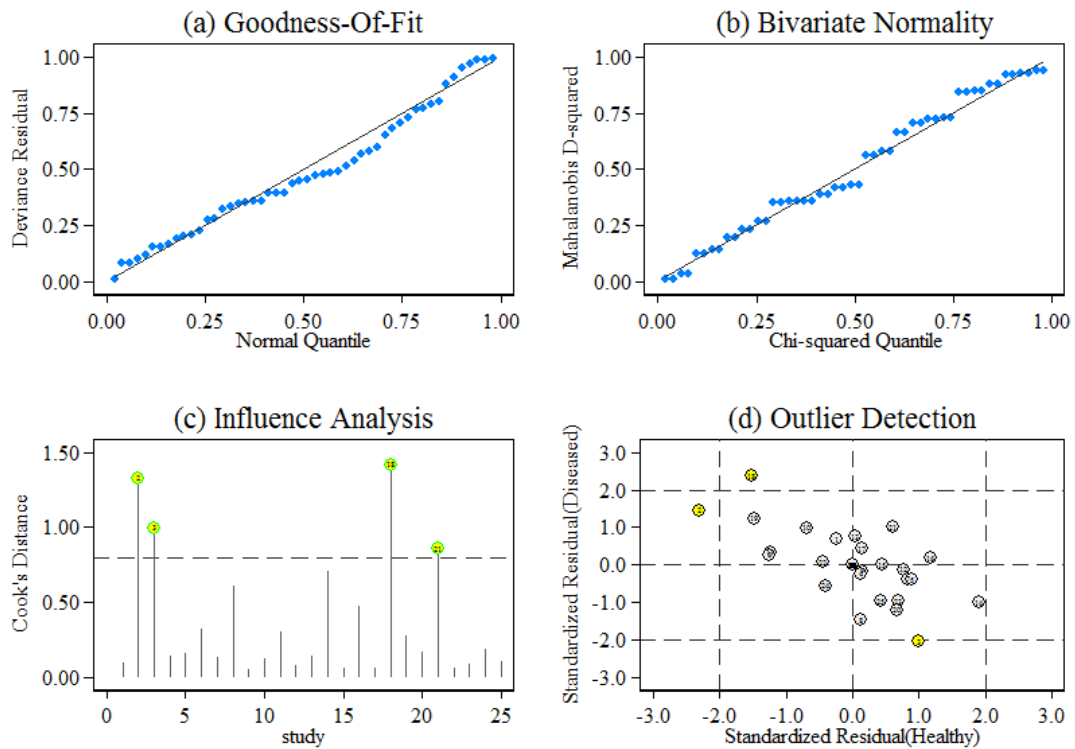 (a) Goodness-Of-Fit
Deviance Residual
1.00
0.75
0.50
0.25
0.00
0.00 0.25 0.50 0.75 1.00
Normal Quantile
(b) Bivariate Normality
Mahalanobis D-squared
1.00
0.75
0.50
0.25
0.00
0.00 0.25 0.50 0.75 1.00
Chi-squared Quantile
(c) Influence Analysis
Cook's Distance
1.50
1.00
0.50
0.00
0 5 10 15 20 25
study
(d) Outlier Detection
Standardized Residual(Diseased)
3.0
2.0
1.0
0.0
-1.0
-2.0
-3.0
-3.0 -2.0 -1.0 0.0 1.0 2.0 3.0
Standardized Residual(Healthy)